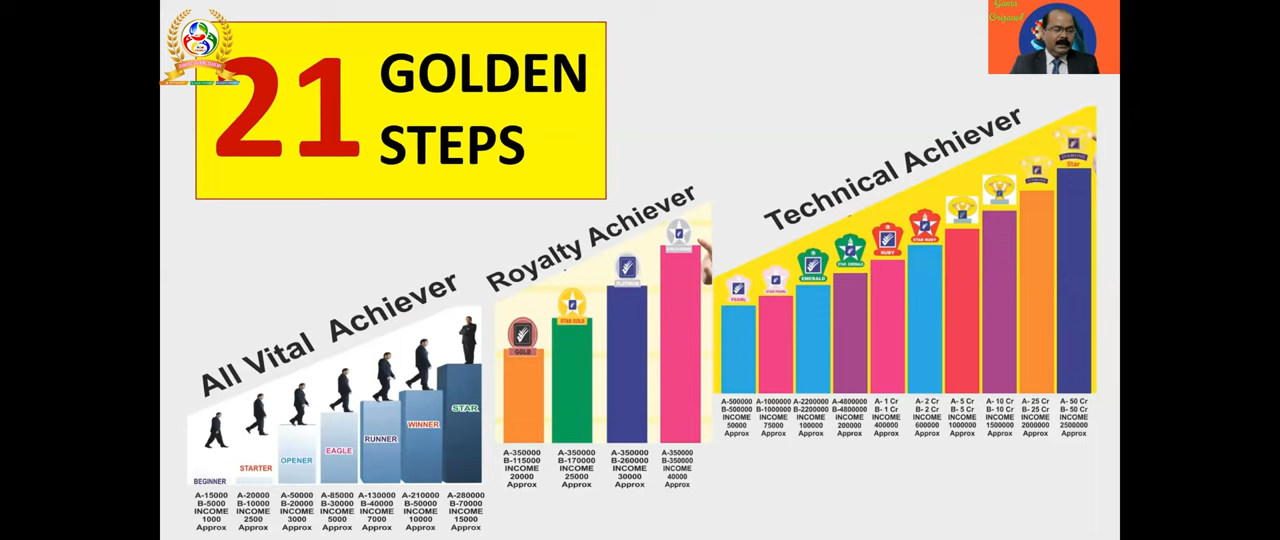 21 GOLDEN
STEPS
Game
All Vital Achiever
BEGINNER
STARTER
OPENER
EAGLE
RUNNER
WINNER
STAR
A-15000
B-5000
INCOME
1000
Approx
A-20000
B-10000
INCOME
2500
Approx
A-50000
B-20000
INCOME
3000
Approx
A-85000
B-30000
INCOME
5000
Approx
A-130000
B-40000
INCOME
7000
Approx
A-210000
B-50000
INCOME
10000
Approx
A-280000
B-70000
INCOME
15000
Approx
Royalty Achiever
GOLD
STAR GOLD
PLATINUM
A-350000
B-115000
INCOME
20000
Approx
A-350000
B-170000
INCOME
25000
Approx
A-350000
B-260000
INCOME
30000
Approx
A-350000
B-350000
INCOME
40000
Approx
Technical Achiever
PEARL
STAR PEARL
EMERALD
STAR EMERALD
RUBY
STAR RUBY
DIAMOND
DIAMOND
Star
A-500000
B-500000
INCOME
50000
Approx
A-1000000
B-1000000
INCOME
75000
Approx
A-2200000
B-2200000
INCOME
100000
Approx
A-4800000
B-4800000
INCOME
200000
Approx
A- 1 Cr
B- 1 Cr
INCOME
400000
Approx
A- 2 Cr
B- 2 Cr
INCOME
600000
Approx
A- 5 Cr
B- 5 Cr
INCOME
1000000
Approx
A- 10 Cr
B- 10 Cr
INCOME
1500000
Approx
A- 25 Cr
B- 25 Cr
INCOME
2000000
Approx
A- 50 Cr
B- 50 Cr
INCOME
2500000
Approx